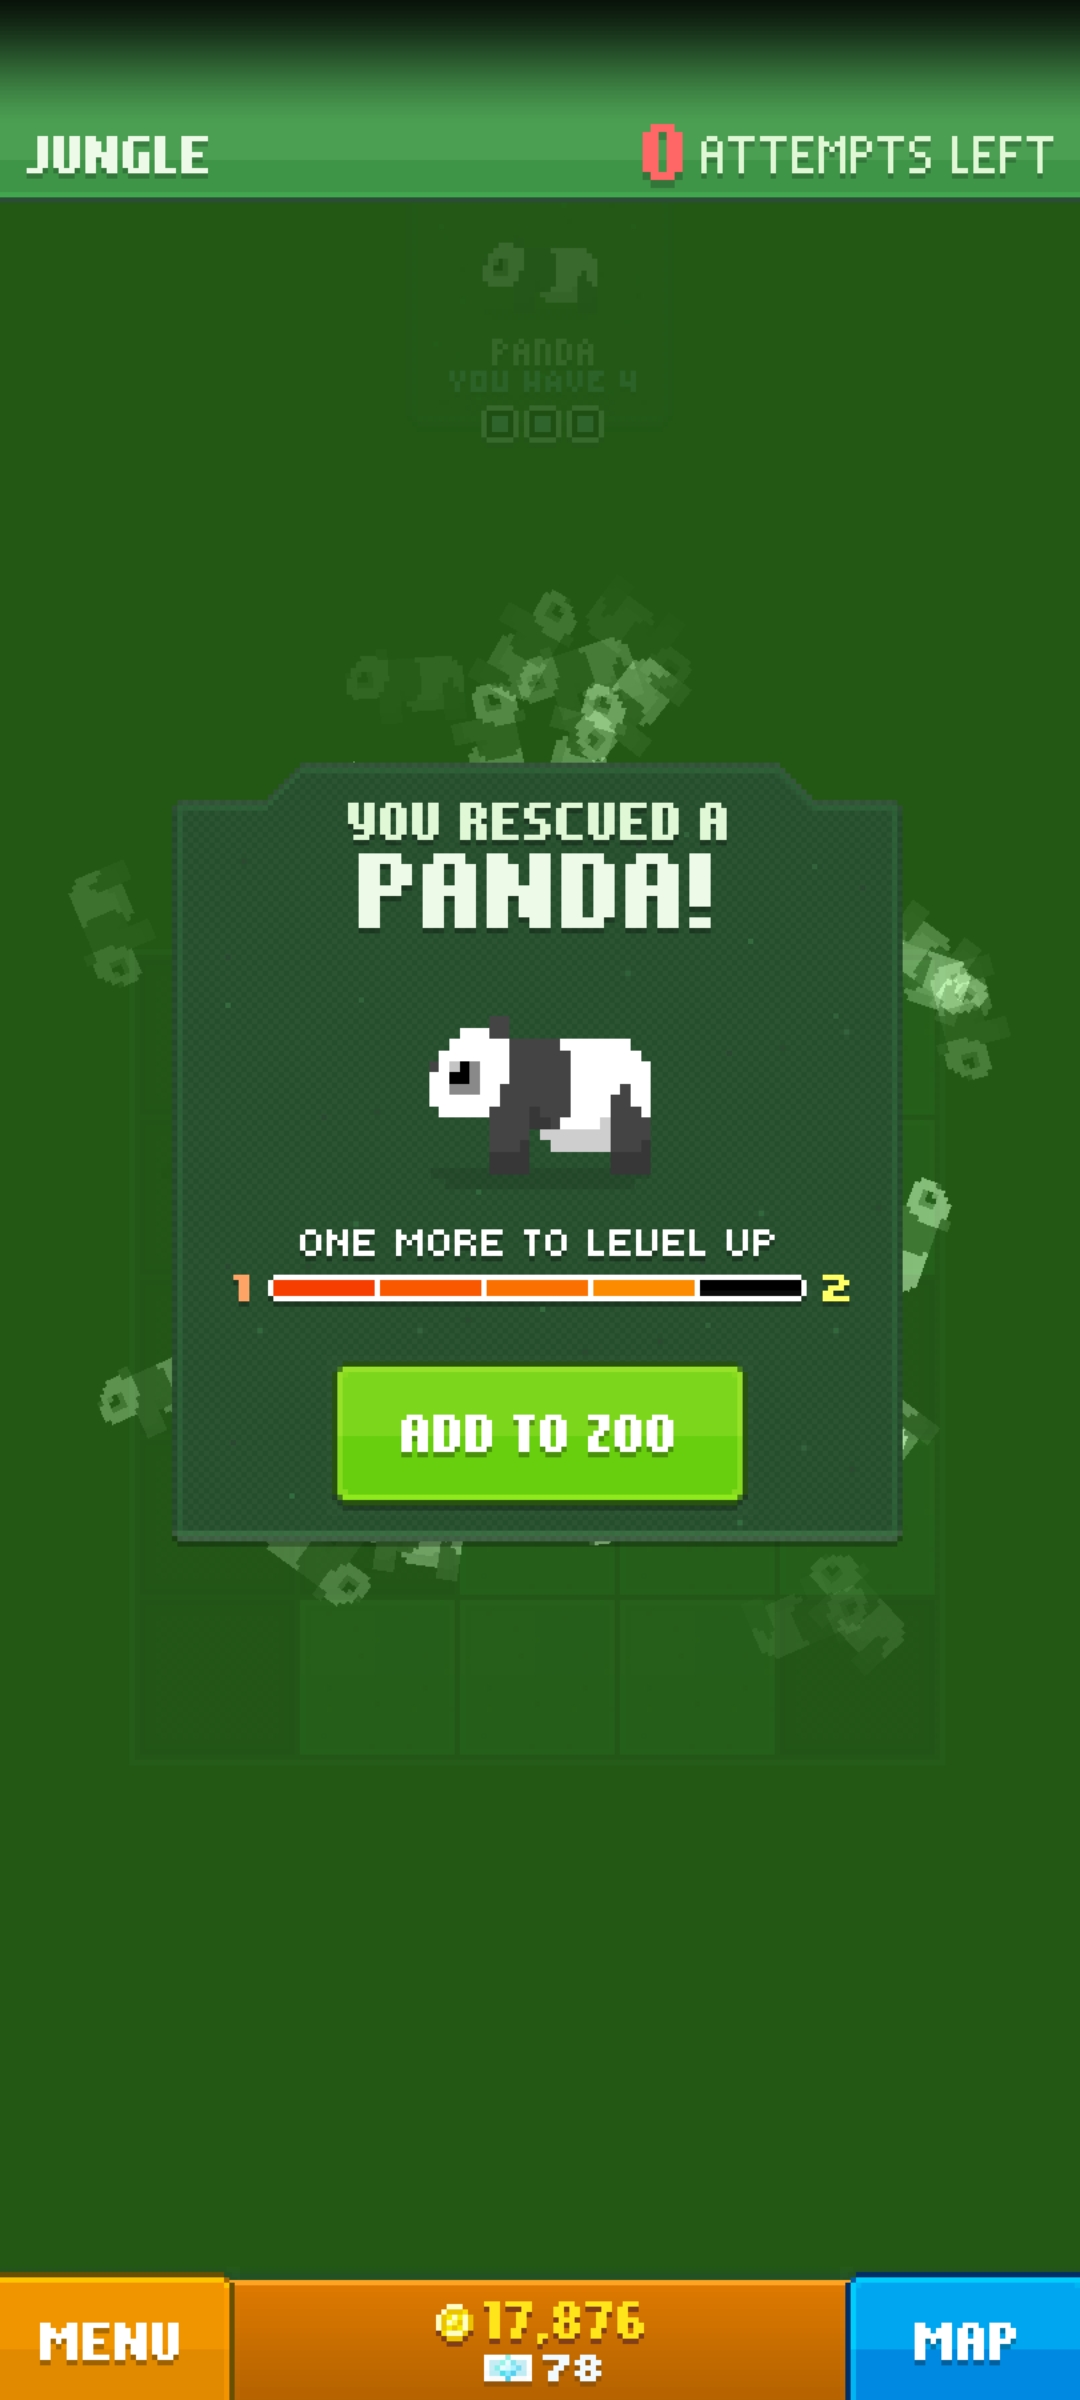 JUNGLE
0 ATTEMPTS LEFT
PANDA
YOU HAVE 4
YOU RESCUED A
PANDA!
ONE MORE TO LEVEL UP
1 2
ADD TO ZOO
MENU
17,876
78
MAP